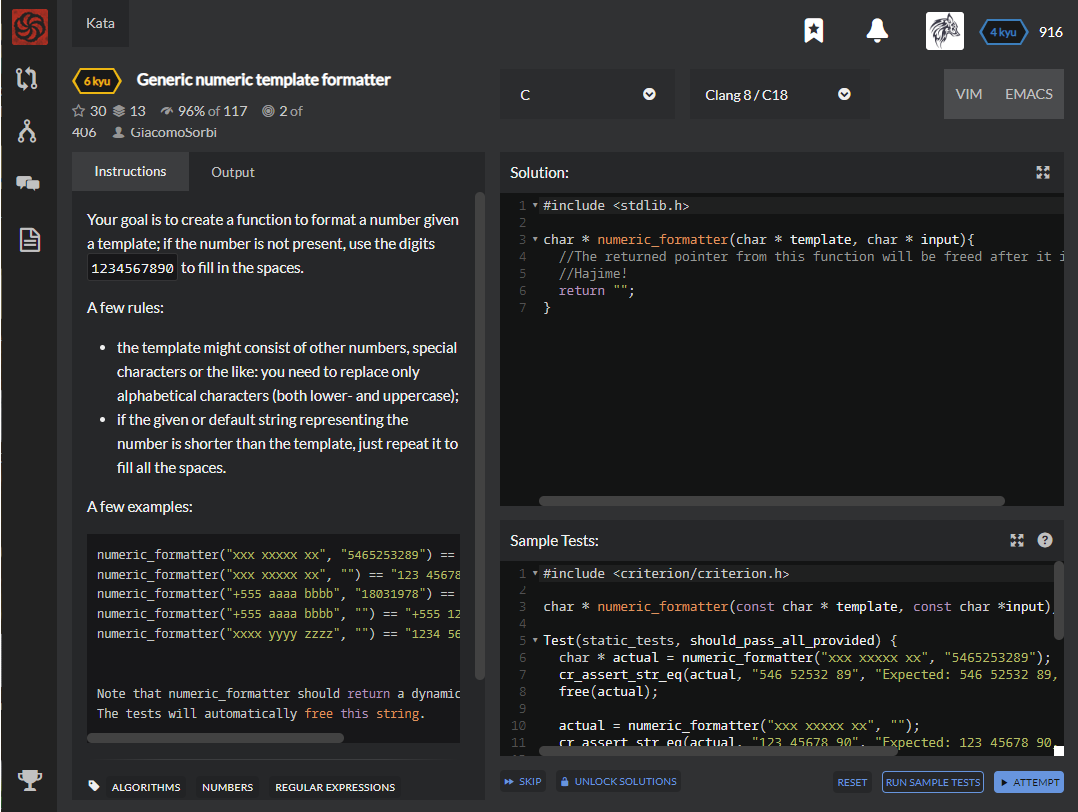 Kata
4 kyu
916
6 kyu
Generic numeric template formatter
30 13 96% of 117 2 of
406 GiacomoSorbi
C
Clang 8 / C18
VIM
EMACS
Instructions
Output
Your goal is to create a function to format a number given
a template; if the number is not present, use the digits
1234567890 to fill in the spaces.
A few rules:
• the template might consist of other numbers, special
characters or the like: you need to replace only
alphabetical characters (both lower- and uppercase);
• if the given or default string representing the
number is shorter than the template, just repeat it to
fill all the spaces.
A few examples:
numeric_formatter("xxx xxxxx xx", "5465253289") ==
numeric_formatter("xxx xxxxx xx", "") == "123 45678
numeric_formatter("+555 aaaa bbbb", "18031978") ==
numeric_formatter("+555 aaaa bbbb", "") == "+555 12
numeric_formatter("xxxx yyyy zzzz", "") == "1234 56
Note that numeric_formatter should return a dynamic
The tests will automatically free this string.
ALGORITHMS
NUMBERS
REGULAR EXPRESSIONS
Solution:
1 #include <stdlib.h>
2
3 char * numeric_formatter(char * template, char * input){
4 //The returned pointer from this function will be freed after it i
5 //Hajime!
6 return "";
7 }
Sample Tests:
1 #include <criterion/criterion.h>
2
3 char * numeric_formatter(const char * template, const char *input)
4
5 Test(static_tests, should_pass_all_provided) {
6 char * actual = numeric_formatter("xxx xxxxx xx", "5465253289");
7 cr_assert_str_eq(actual, "546 52532 89", "Expected: 546 52532 89,
8 free(actual);
9
10 actual = numeric_formatter("xxx xxxxx xx", "");
11 cr_assert_str_eq(actual, "123 45678 90", "Expected: 123 45678 90,
SKIP
UNLOCK SOLUTIONS
RESET
RUN SAMPLE TESTS
ATTEMPT